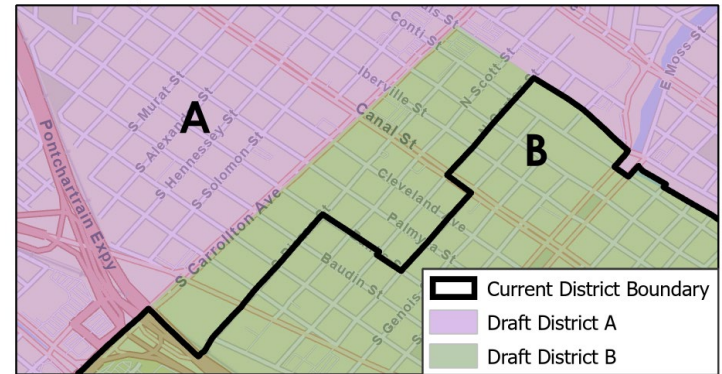 Conti St
Iberville St
N Scott St
E Moss St
S Murat St
A
S Alexander St
Canal St
B
S Hennessey St
S Solomon St
Pontchartrain Expy
S Carrollton Ave
Cleveland Ave
Palmyra St
Baudin St
S Genois
Current District Boundary
Draft District A
Draft District B